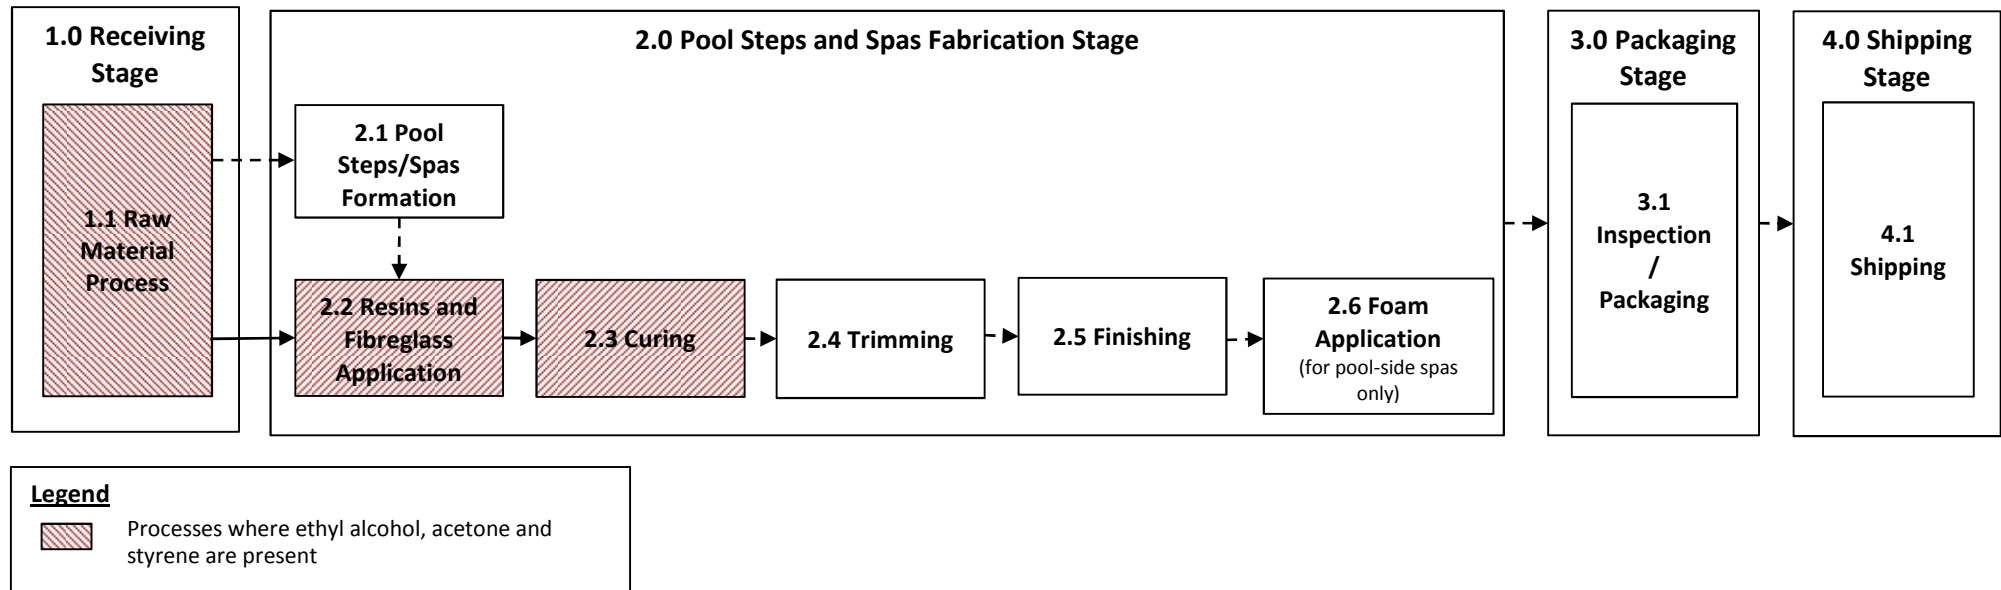 1.0 Receiving
Stage
1.1 Raw
Material
Process
2.0 Pool Steps and Spas Fabrication Stage
2.1 Pool
Steps/Spas
Formation
2.2 Resins and
Fibreglass
Application
2.3 Curing
2.4 Trimming
2.5 Finishing
2.6 Foam
Application
(for pool-side spas
only)
3.0 Packaging
Stage
3.1
Inspection
/
Packaging
4.0 Shipping
Stage
4.1
Shipping
Legend
Processes where ethyl alcohol, acetone and
styrene are present